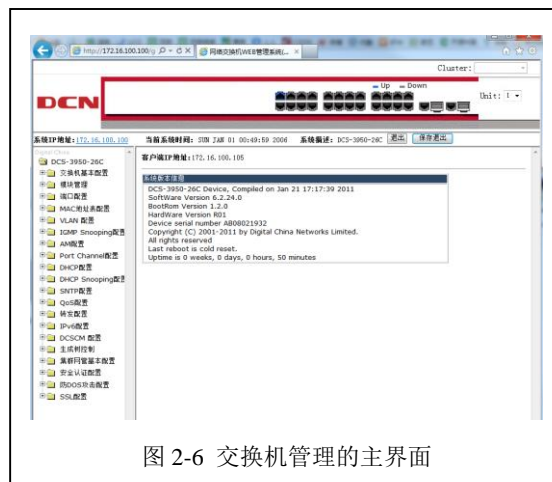 http://172.16.100.100/g
网络交换机WEB管理系统(...
Cluster:
Up Down
DCN
Unit: 1
系统IP地址:172.16.100.100 当前系统时间: SUN JAN 01 00:49:59 2006 系统描述: DCS-3950-26C 退出 保存退出
客户端IP地址:172.16.100.105
DCS-3950-26C
交换机基本配置
模块管理
端口配置
MAC地址表配置
VLAN 配置
IGMP Snooping配置
AM配置
Port Channel配置
DHCP配置
DHCP Snooping配置
SNTP配置
QoS配置
转发配置
IPv6配置
DCSCM 配置
生成树控制
集群网管基本配置
安全认证配置
防DOS攻击配置
SSL配置
系统版本信息
DCS-3950-26C Device, Compiled on Jan 21 17:17:39 2011
SoftWare Version 6.2.24.0
BootRom Version 1.2.0
HardWare Version R01
Device serial number AB08021932
Copyright (C) 2001-2011 by Digital China Networks Limited.
All rights reserved
Last reboot is cold reset.
Uptime is 0 weeks, 0 days, 0 hours, 50 minutes
图 2-6 交换机管理的主界面